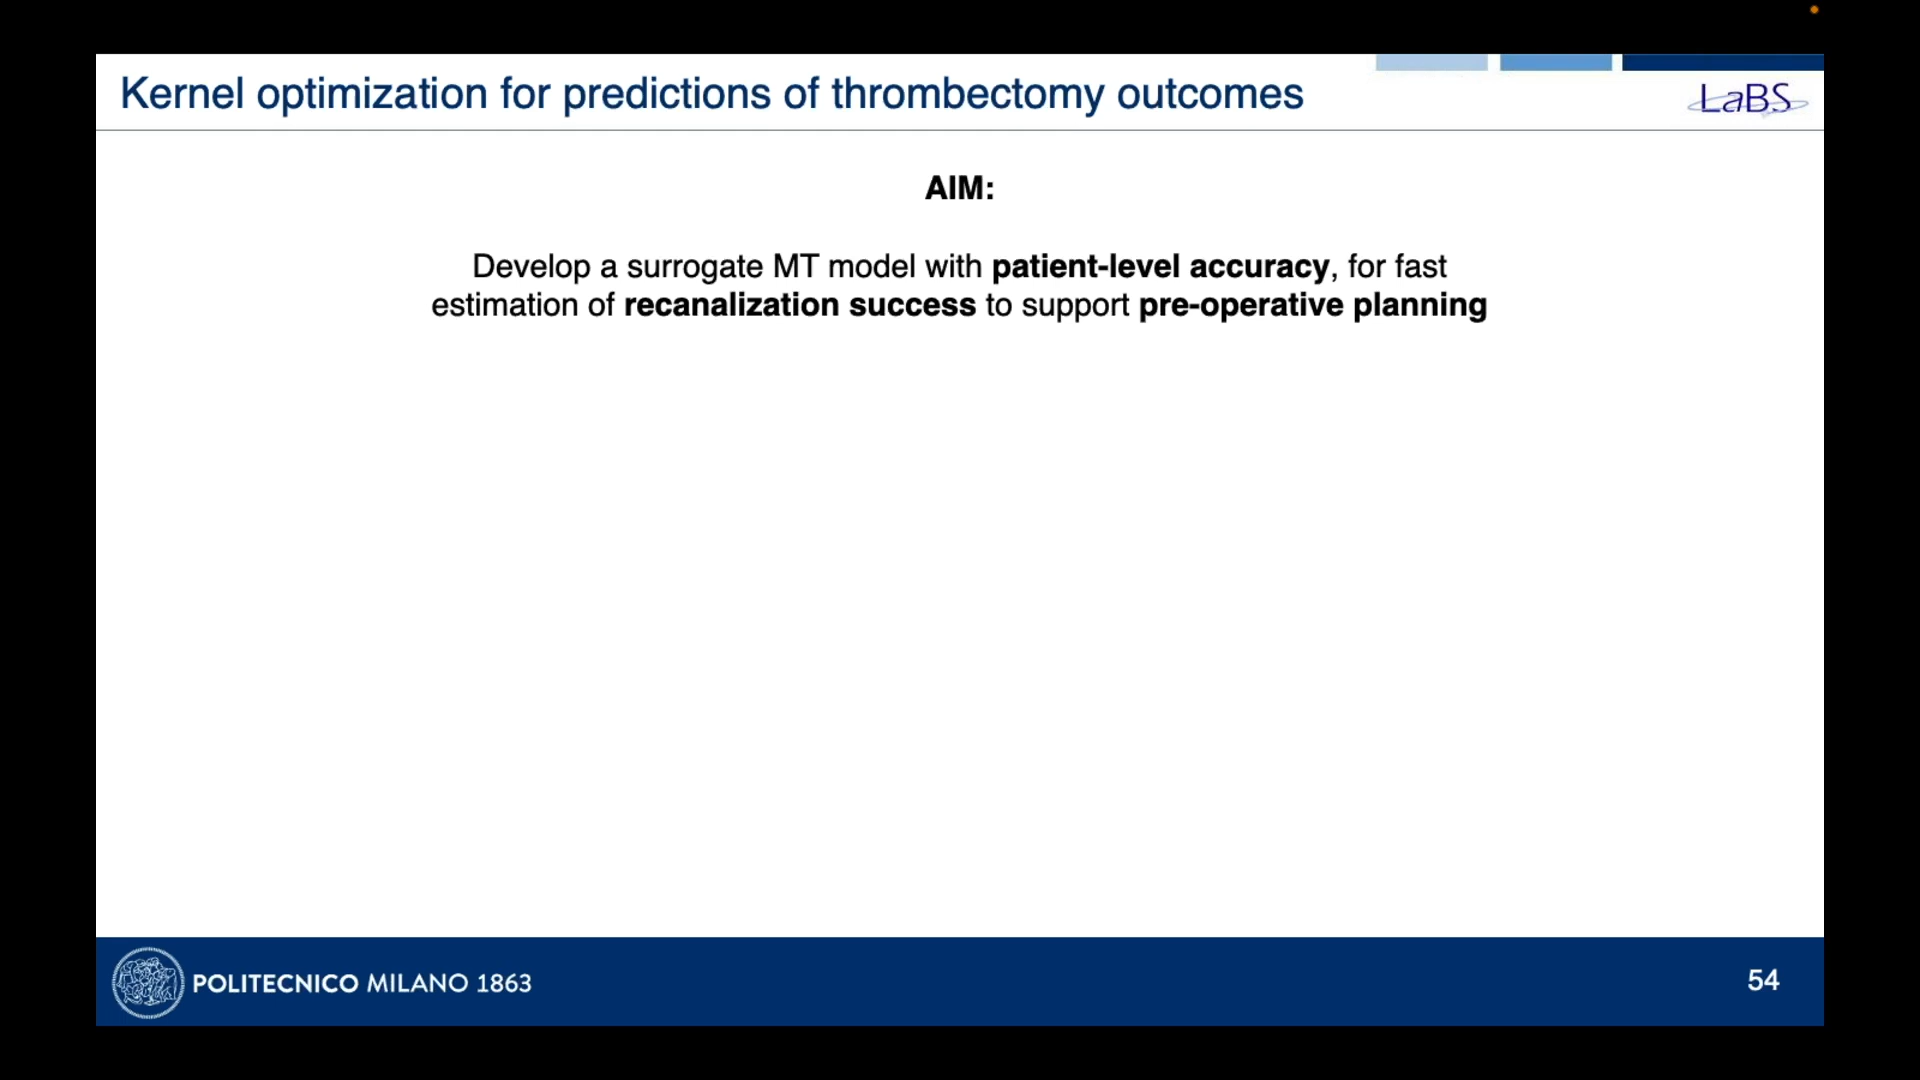 Kernel optimization for predictions of thrombectomy outcomes
LaBS
AIM:
Develop a surrogate MT model with patient-level accuracy, for fast
estimation of recanalization success to support pre-operative planning
POLITECNICO MILANO 1863
54